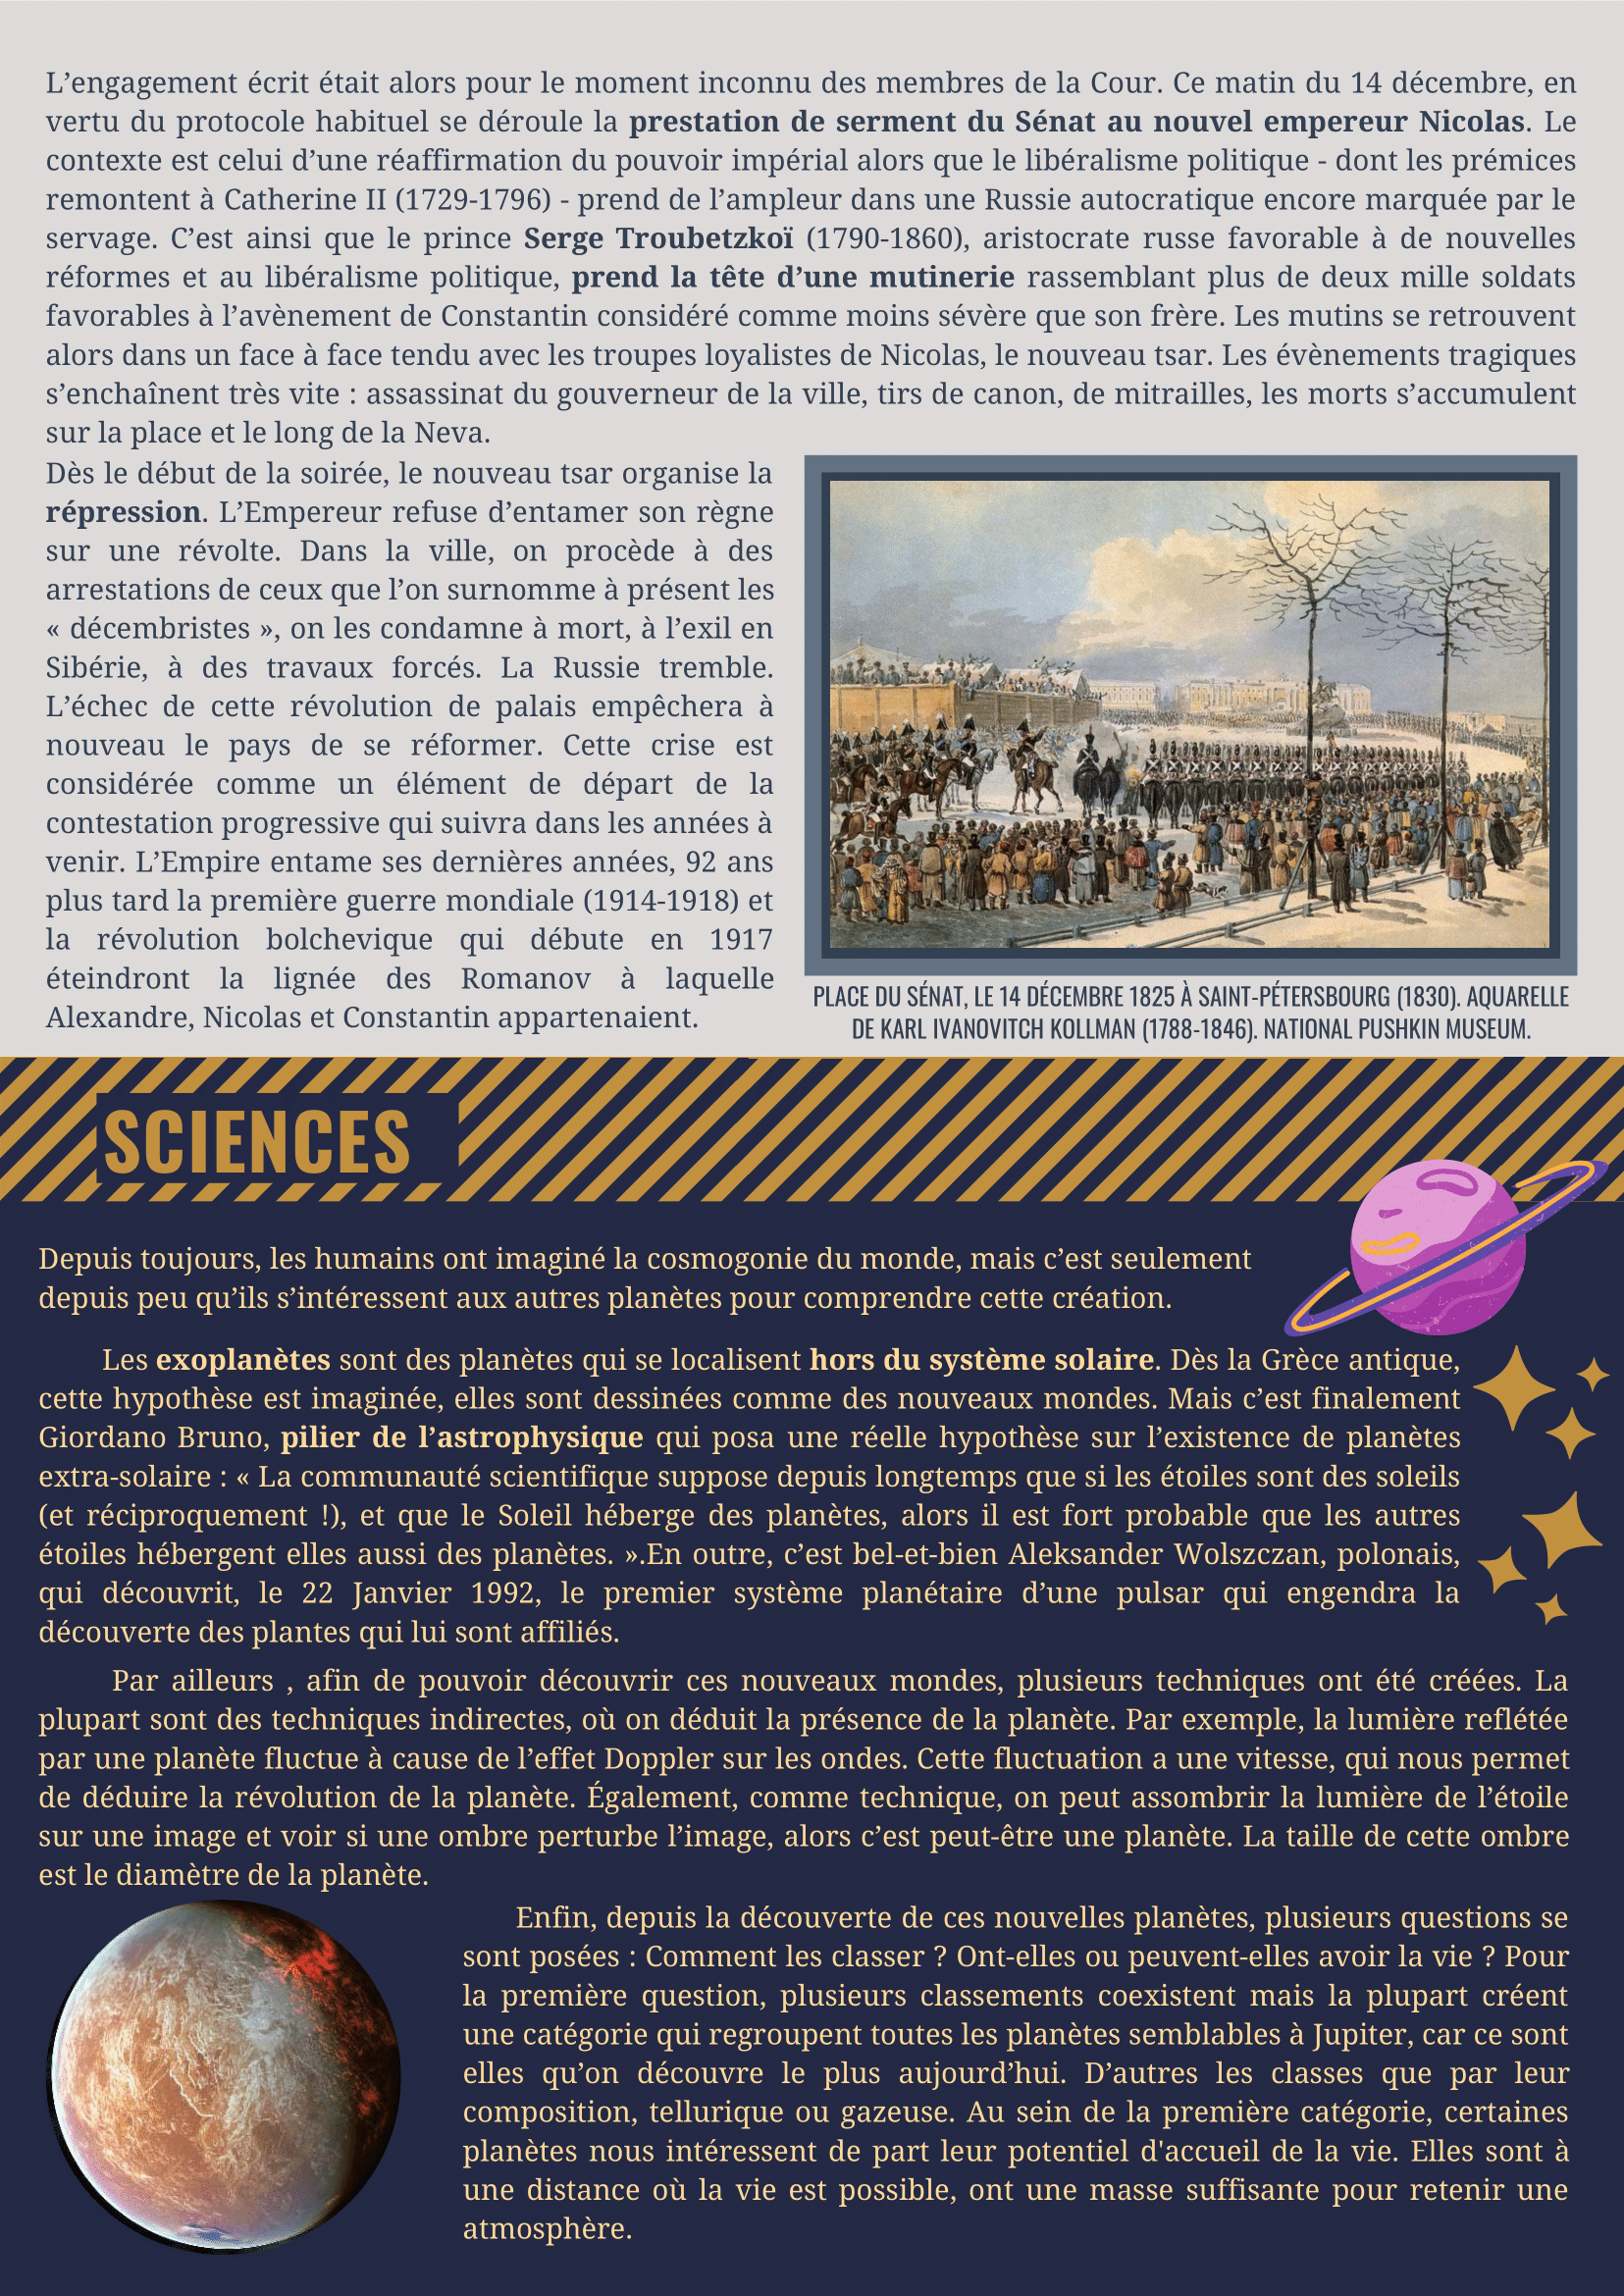 L’engagement écrit était alors pour le moment inconnu des membres de la Cour. Ce matin du 14 décembre, en
vertu du protocole habituel se déroule la prestation de serment du Sénat au nouvel empereur Nicolas. Le
contexte est celui d’une réaffirmation du pouvoir impérial alors que le libéralisme politique - dont les prémices
remontent à Catherine II (1729-1796) - prend de l’ampleur dans une Russie autocratique encore marquée par le
servage. C’est ainsi que le prince Serge Troubetzkoï (1790-1860), aristocrate russe favorable à de nouvelles
réformes et au libéralisme politique, prend la tête d’une mutinerie rassemblant plus de deux mille soldats
favorables à l’avènement de Constantin considéré comme moins sévère que son frère. Les mutins se retrouvent
alors dans un face à face tendu avec les troupes loyalistes de Nicolas, le nouveau tsar. Les évènements tragiques
s’enchaînent très vite : assassinat du gouverneur de la ville, tirs de canon, de mitrailles, les morts s’accumulent
sur la place et le long de la Neva.
Dès le début de la soirée, le nouveau tsar organise la
répression. L’Empereur refuse d’entamer son règne
sur une révolte. Dans la ville, on procède à des
arrestations de ceux que l’on surnomme à présent les
« décembristes », on les condamne à mort, à l’exil en
Sibérie, à des travaux forcés. La Russie tremble.
L’échec de cette révolution de palais empêchera à
nouveau le pays de se réformer. Cette crise est
considérée comme un élément de départ de la
contestation progressive qui suivra dans les années à
venir. L’Empire entame ses dernières années, 92 ans
plus tard la première guerre mondiale (1914-1918) et
la révolution bolchevique qui débute en 1917
éteindront la lignée des Romanov à laquelle
Alexandre, Nicolas et Constantin appartenaient.
PLACE DU SÉNAT, LE 14 DÉCEMBRE 1825 À SAINT-PÉTERSBOURG (1830). AQUARELLE
DE KARL IVANOVITCH KOLLMAN (1788-1846). NATIONAL PUSHKIN MUSEUM.
SCIENCES
Depuis toujours, les humains ont imaginé la cosmogonie du monde, mais c’est seulement
depuis peu qu’ils s’intéressent aux autres planètes pour comprendre cette création.
Les exoplanètes sont des planètes qui se localisent hors du système solaire. Dès la Grèce antique,
cette hypothèse est imaginée, elles sont dessinées comme des nouveaux mondes. Mais c’est finalement
Giordano Bruno, pilier de l’astrophysique qui posa une réelle hypothèse sur l’existence de planètes
extra-solaire : « La communauté scientifique suppose depuis longtemps que si les étoiles sont des soleils
(et réciproquement !), et que le Soleil héberge des planètes, alors il est fort probable que les autres
étoiles hébergent elles aussi des planètes. ».En outre, c’est bel-et-bien Aleksander Wolszczan, polonais,
qui découvrit, le 22 Janvier 1992, le premier système planétaire d’une pulsar qui engendra la
découverte des plantes qui lui sont affiliés.
Par ailleurs , afin de pouvoir découvrir ces nouveaux mondes, plusieurs techniques ont été créées. La
plupart sont des techniques indirectes, où on déduit la présence de la planète. Par exemple, la lumière reflétée
par une planète fluctue à cause de l’effet Doppler sur les ondes. Cette fluctuation a une vitesse, qui nous permet
de déduire la révolution de la planète. Également, comme technique, on peut assombrir la lumière de l’étoile
sur une image et voir si une ombre perturbe l’image, alors c’est peut-être une planète. La taille de cette ombre
est le diamètre de la planète.
Enfin, depuis la découverte de ces nouvelles planètes, plusieurs questions se
sont posées : Comment les classer ? Ont-elles ou peuvent-elles avoir la vie ? Pour
la première question, plusieurs classements coexistent mais la plupart créent
une catégorie qui regroupent toutes les planètes semblables à Jupiter, car ce sont
elles qu’on découvre le plus aujourd’hui. D’autres les classes que par leur
composition, tellurique ou gazeuse. Au sein de la première catégorie, certaines
planètes nous intéressent de part leur potentiel d'accueil de la vie. Elles sont à
une distance où la vie est possible, ont une masse suffisante pour retenir une
atmosphère.